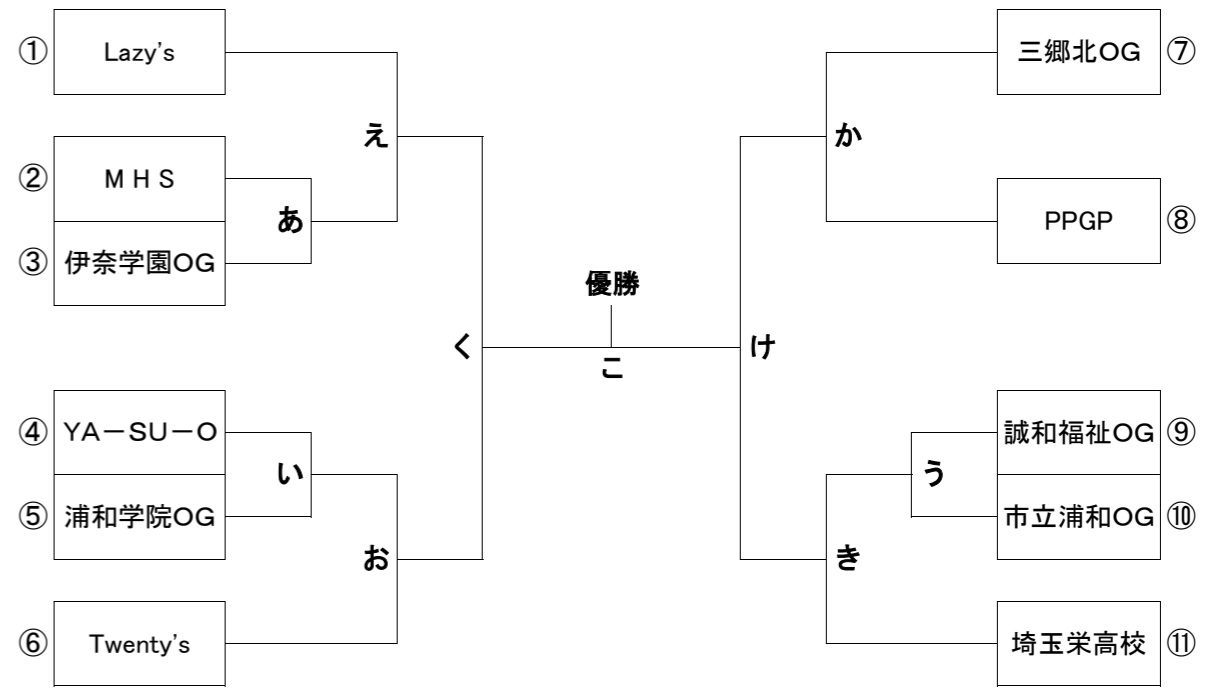 ① Lazy's
え
② ＭＨＳ
あ
③ 伊奈学園OG
く
④ YA－SU－O
い
⑤ 浦和学院OG
お
⑥ Twenty's
優勝
こ
三郷北OG ⑦
か
PPGP ⑧
け
誠和福祉OG ⑨
う
市立浦和OG ⑩
き
埼玉栄高校 ⑪